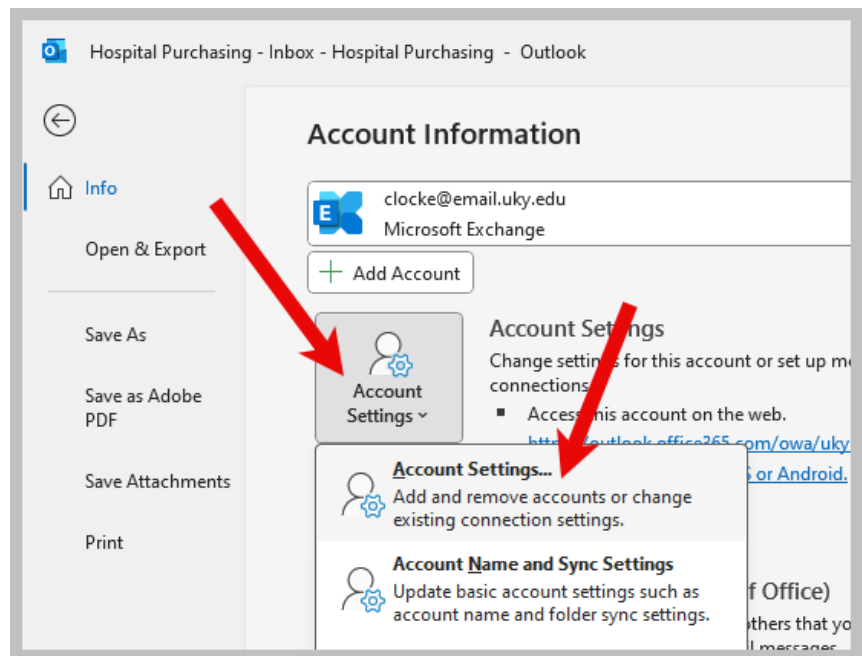 Hospital Purchasing - Inbox - Hospital Purchasing - Outlook
Account Information
Info
clocke@email.uky.edu
Microsoft Exchange
Open & Export
Add Account
Save As
Save as Adobe
PDF
Save Attachments
Print
Account
Settings
Account Settings
Change settings for this account or set up
connections
Access this account on the web.
outlook.office365.com/owa/uky
or Android.
Account Settings...
Add and remove accounts or change
existing connection settings.
Account Name and Sync Settings
Update basic account settings such as
account name and folder sync settings.
f Office)
that
messages